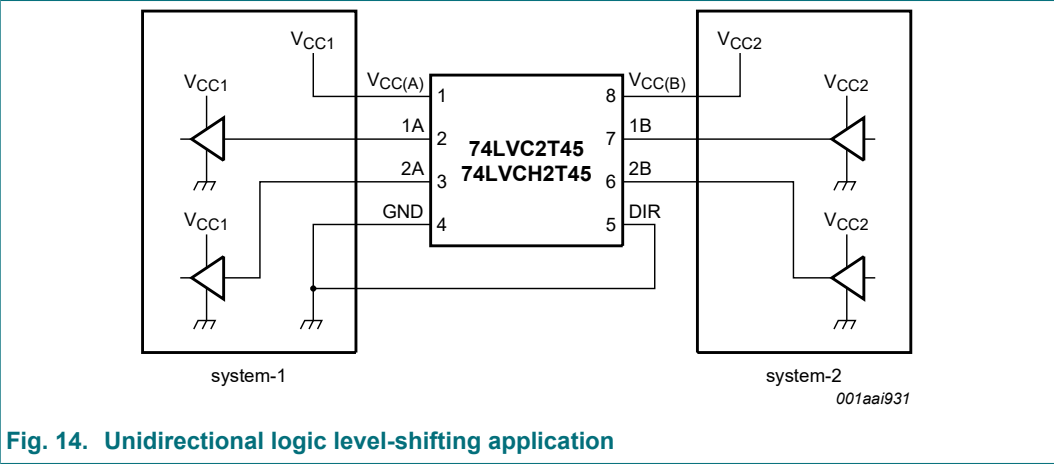 VCC1
VCC2
VCC1
VCC(A)
1
8
VCC(B)
VCC2
1A
2
7
1B
74LVC2T45
74LVCH2T45
2A
3
6
2B
GND
4
5
DIR
VCC1
VCC2
system-1
system-2
001aai931
Fig. 14. Unidirectional logic level-shifting application